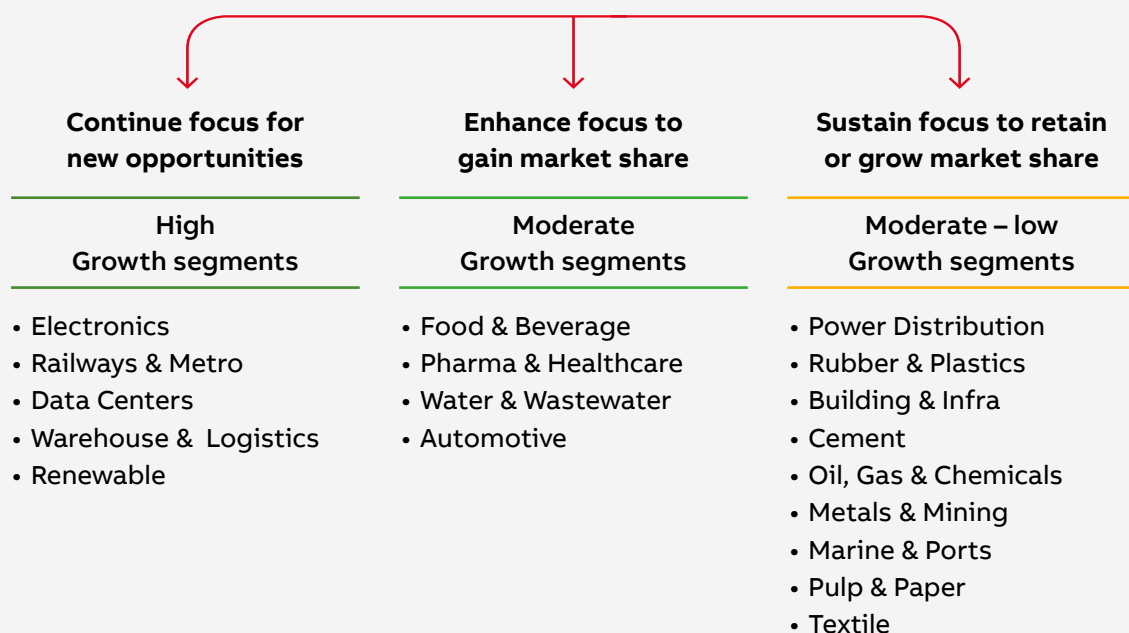 Continue focus for
new opportunities
High
Growth segments
• Electronics
• Railways & Metro
• Data Centers
• Warehouse &  Logistics
• Renewable
Enhance focus to
gain market share
Moderate
Growth segments
• Food & Beverage
• Pharma & Healthcare
• Water & Wastewater
• Automotive
Sustain focus to retain
or grow market share
Moderate – low
Growth segments
• Power Distribution
• Rubber & Plastics
• Building & Infra
• Cement
• Oil, Gas & Chemicals
• Metals & Mining
• Marine & Ports
• Pulp & Paper
• Textile